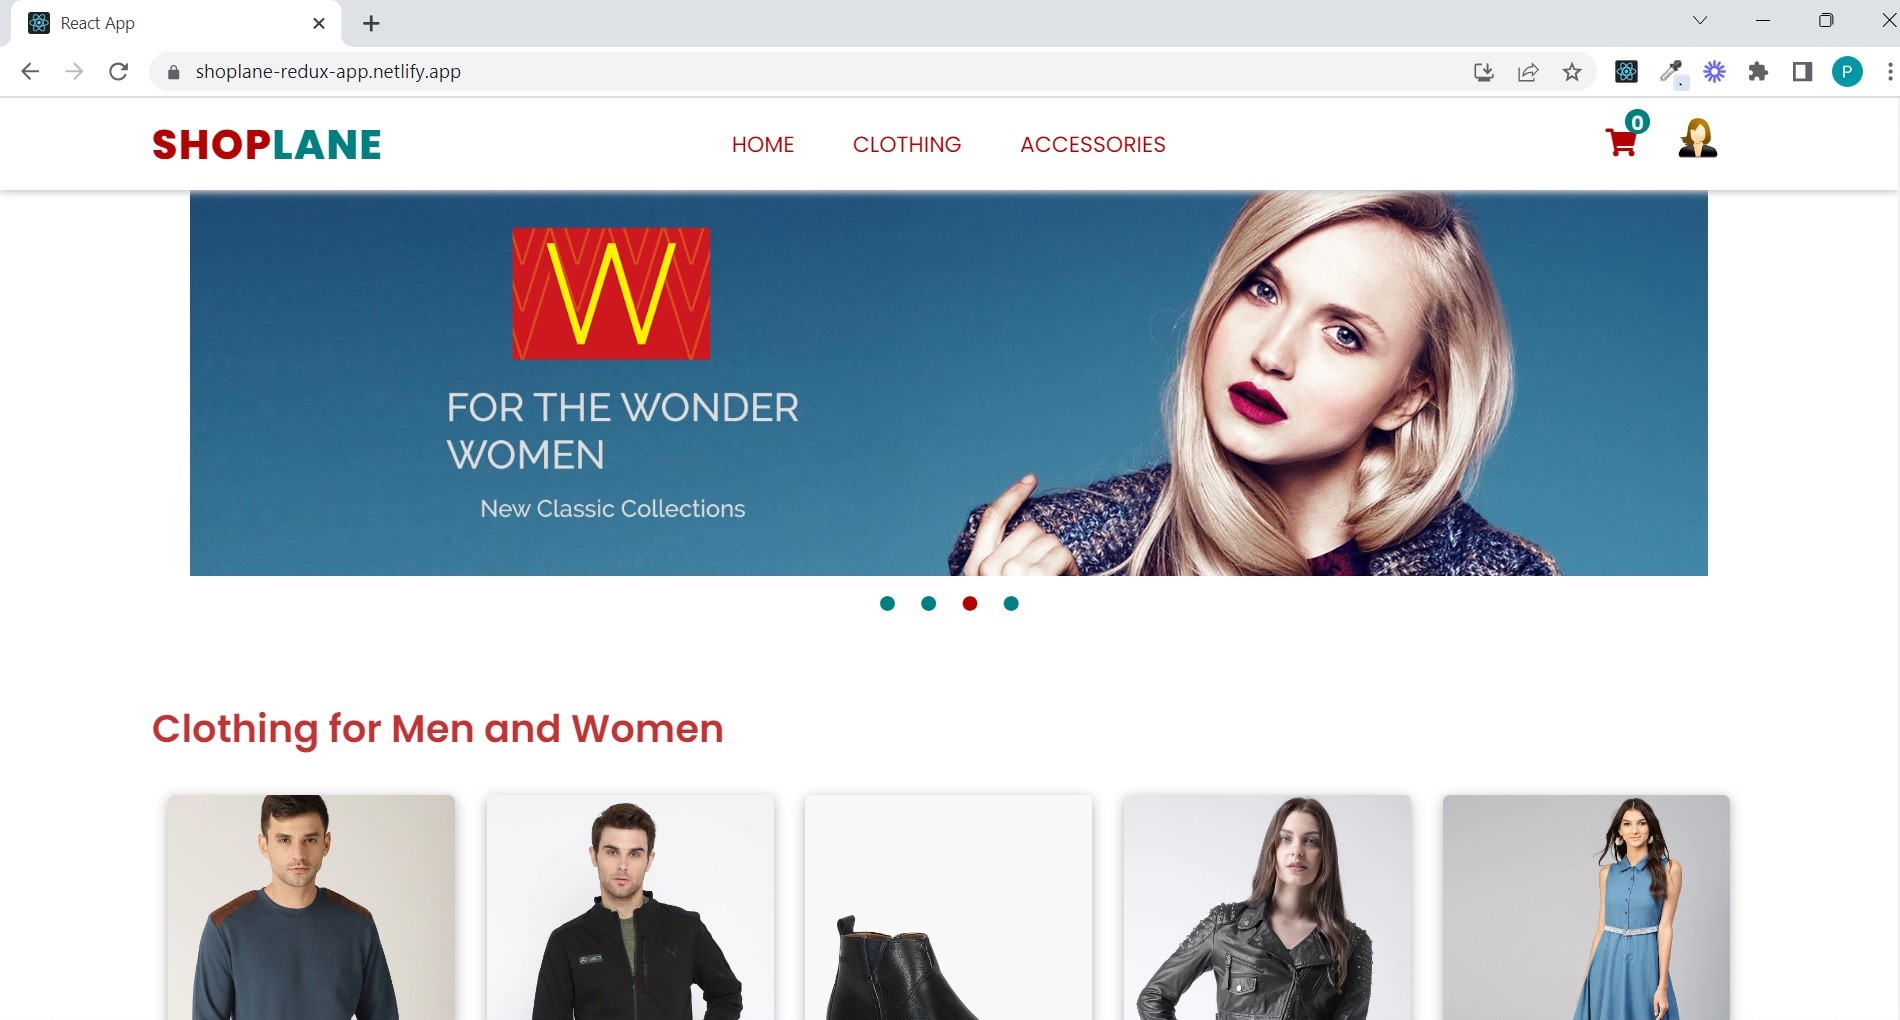 React App
shoplane-redux-app.netlify.app
P
SHOPLANE
HOME
CLOTHING
ACCESSORIES
0
W
FOR THE WONDER
WOMEN
New Classic Collections
Clothing for Men and Women